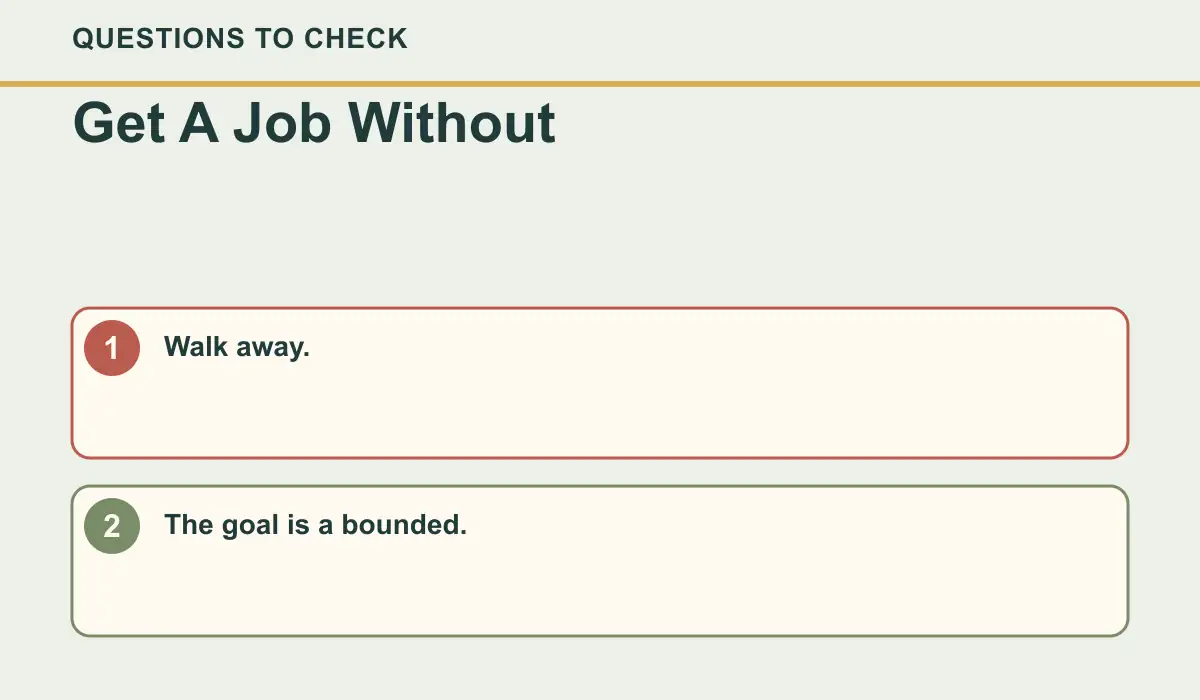 QUESTIONS TO CHECK
Get A Job Without
1 Walk away.
2 The goal is a bounded.